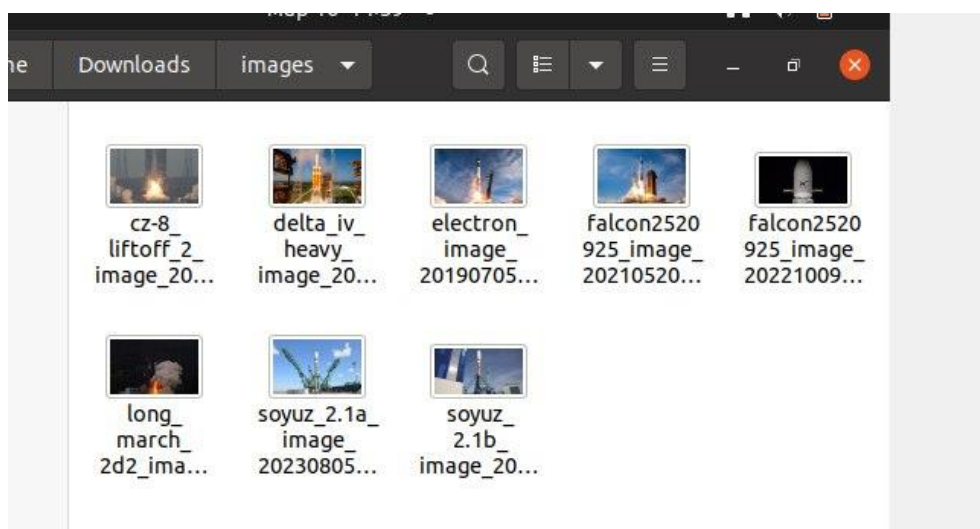 Downloads
images
cz-8_
liftoff_2_
image_20...
delta_iv_
heavy_
image_20...
electron_
image_
20190705...
falcon2520
925_image_
20210520...
falcon2520
925_image_
20221009...
long_
march_
2d2_ima...
soyuz_2.1a_
image_
20230805...
soyuz_
2.1b_
image_20...